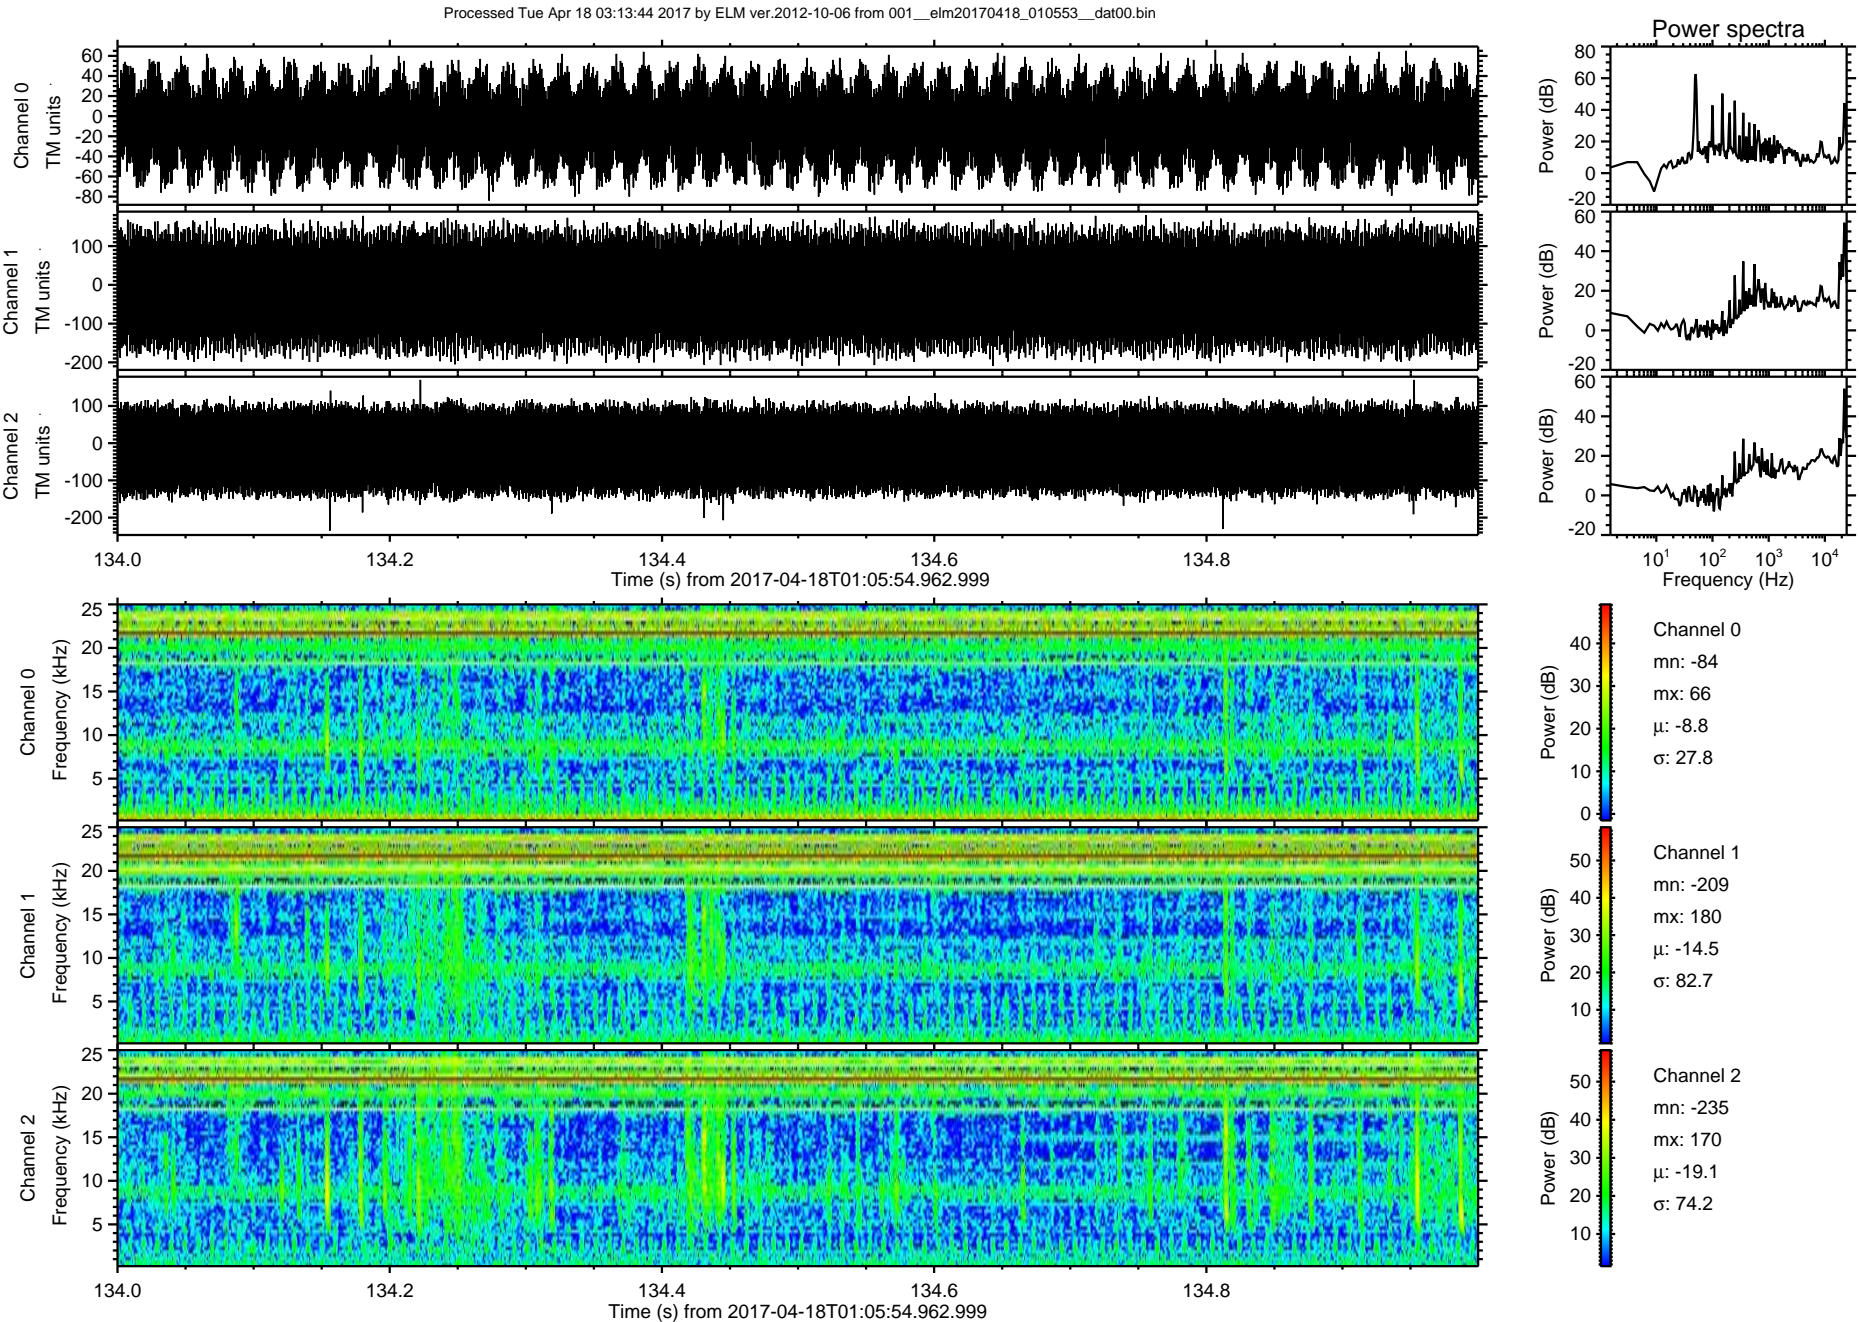 Processed Tue Apr 18 03:13:44 2017 by ELM ver.2012-10-06 from 001__elm20170418_010553__dat00.bin
Power spectra
Channel 0
TM units
60
40
20
0
-20
-40
-60
-80
Power (dB)
80
60
40
20
0
-20
Channel 1
TM units
100
0
-100
-200
Power (dB)
60
40
20
0
-20
Channel 2
TM units
100
0
-100
-200
Power (dB)
60
40
20
0
-20
134.0 134.2 134.4 134.6 134.8
Time (s) from 2017-04-18T01:05:54.962.999
10¹ 10² 10³ 10⁴
Frequency (Hz)
Channel 0
Frequency (kHz)
25
20
15
10
5
Power (dB)
40
30
20
10
0
Channel 0
mn: -84
mx: 66
μ: -8.8
σ: 27.8
Channel 1
Frequency (kHz)
25
20
15
10
5
Power (dB)
50
40
30
20
10
Channel 1
mn: -209
mx: 180
μ: -14.5
σ: 82.7
Channel 2
Frequency (kHz)
25
20
15
10
5
Power (dB)
50
40
30
20
10
Channel 2
mn: -235
mx: 170
μ: -19.1
σ: 74.2
134.0 134.2 134.4 134.6 134.8
Time (s) from 2017-04-18T01:05:54.962.999